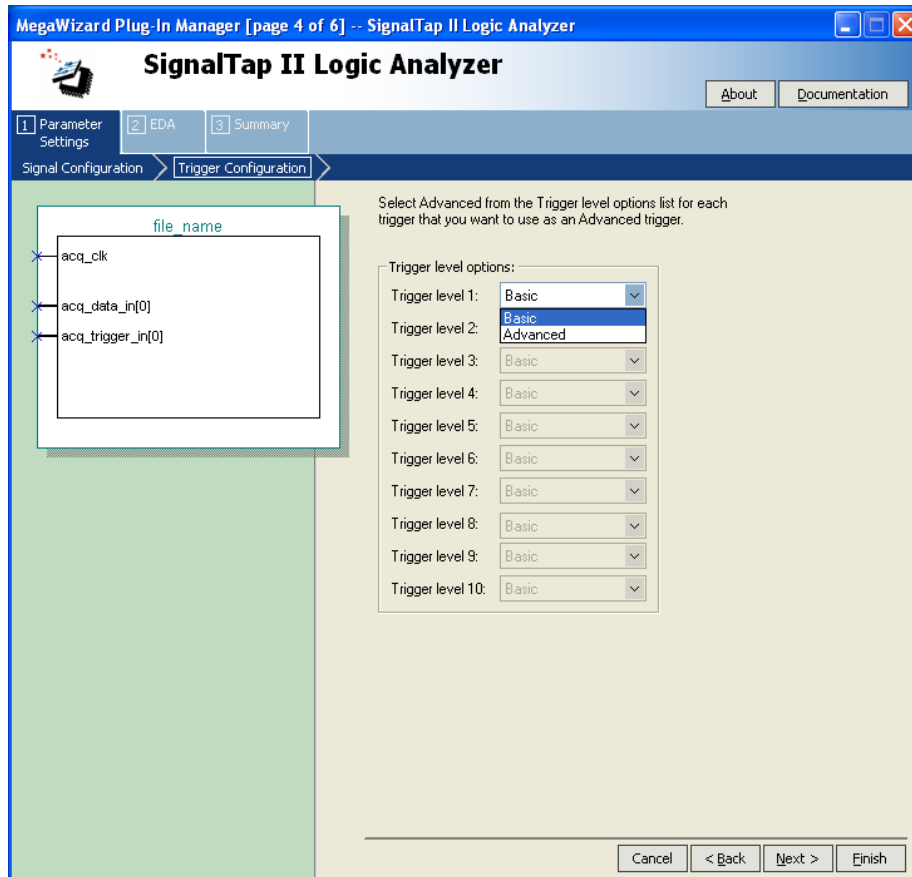 MegaWizard Plug-In Manager [page 4 of 6] -- SignalTap II Logic Analyzer
SignalTap II Logic Analyzer
About
Documentation
1 Parameter Settings
2 EDA
3 Summary
Signal Configuration
Trigger Configuration
file_name
acq_clk
acq_data_in[0]
acq_trigger_in[0]
Select Advanced from the Trigger level options list for each
trigger that you want to use as an Advanced trigger.
Trigger level options:
Trigger level 1: Basic
Basic
Trigger level 2:
Advanced
Trigger level 3: Basic
Trigger level 4: Basic
Trigger level 5: Basic
Trigger level 6: Basic
Trigger level 7: Basic
Trigger level 8: Basic
Trigger level 9: Basic
Trigger level 10: Basic
Cancel
< Back
Next >
Finish